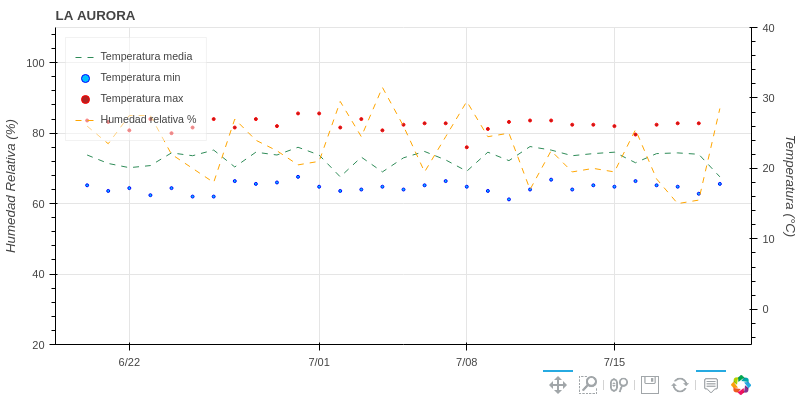 LA AURORA
Temperatura media
Temperatura min
Temperatura max
Humedad relativa %
Humedad Relativa (%)
100
80
60
40
20
Temperatura (°C)
40
30
20
10
0
6/22
7/01
7/08
7/15